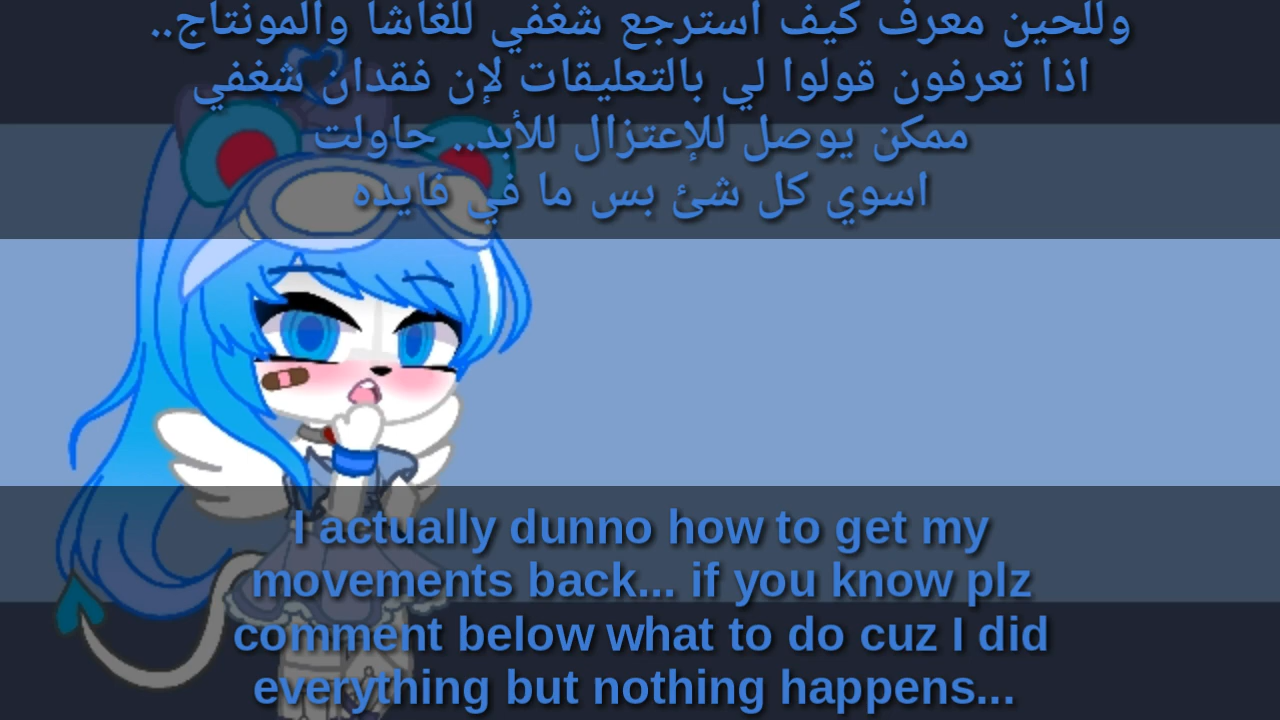 وللحين معرف كيف استرجع شغفي للغاشا والمونتاج..
اذا تعرفون قولوا لي بالتعليقات لإن فقدان شغفي
ممكن يوصل للإعتزال للأبد.. حاولت
اسوي كل شئ بس ما في فايده
I actually dunno how to get my
movements back... if you know plz
comment below what to do cuz I did
everything but nothing happens...